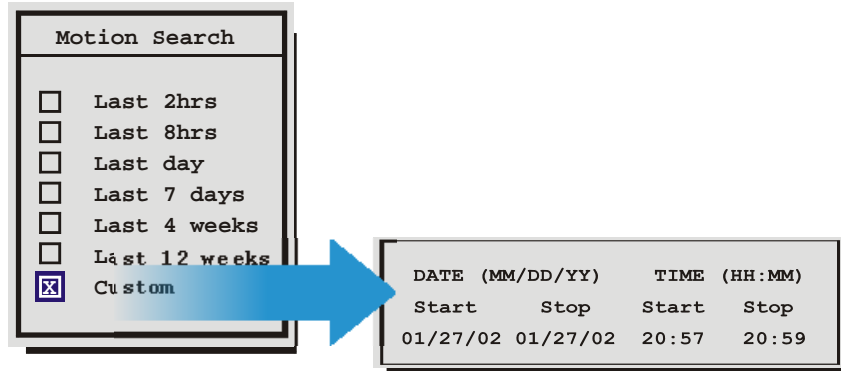 Motion Search
Last 2hrs
Last 8hrs
Last day
Last 7 days
Last 4 weeks
Last 12 weeks
X Custom
DATE (MM/DD/YY) TIME (HH:MM)
Start Stop Start Stop
01/27/02 01/27/02 20:57 20:59